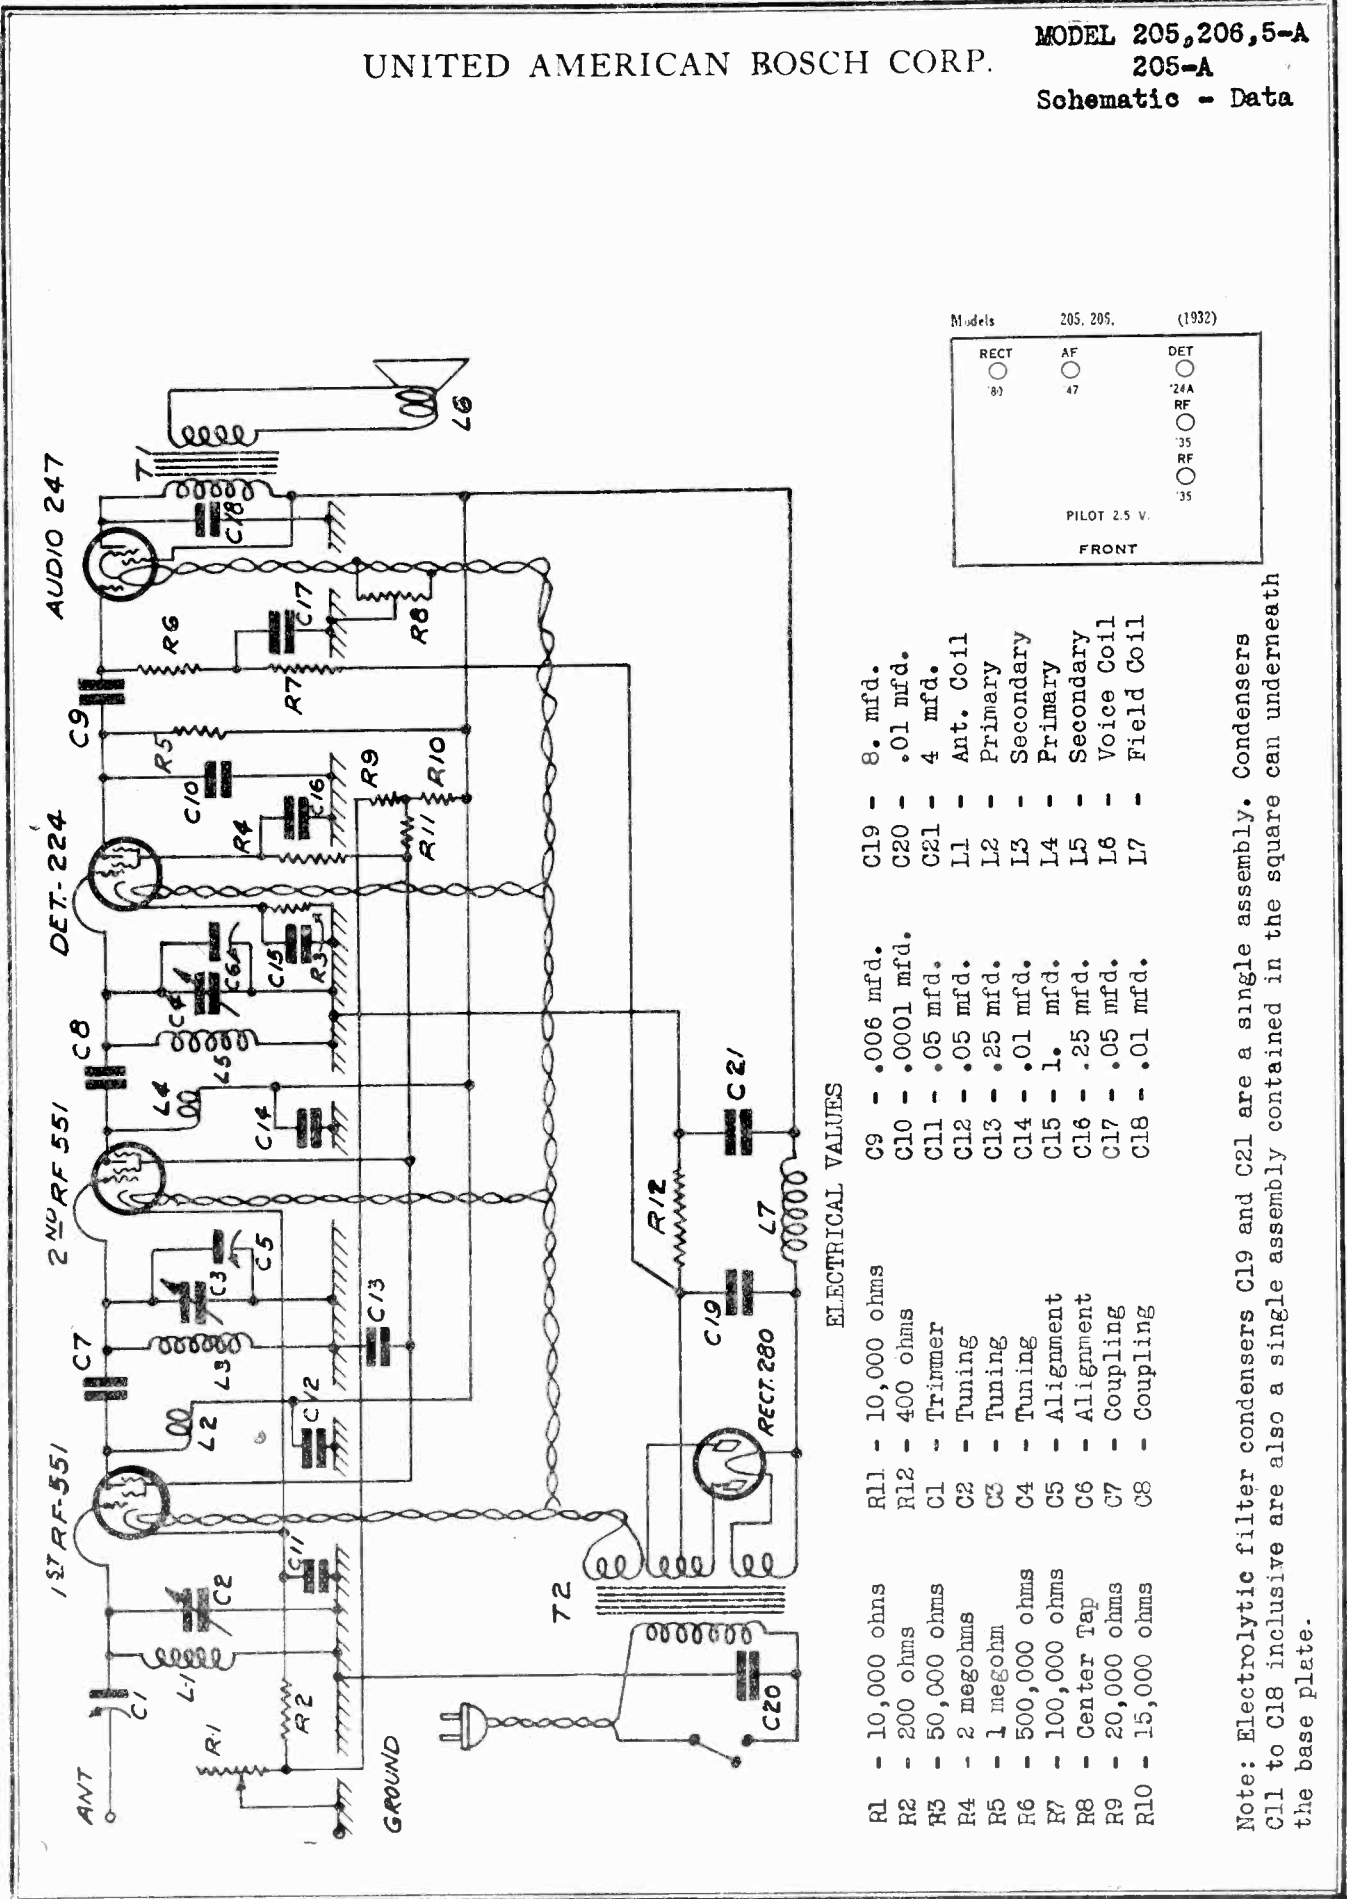 UNITED AMERICAN BOSCH CORP.
MODEL 205,206,5-A
205-A
Schematic - Data
Models 205, 205, (1932)
RECT AF DET
'80 47 '24A
RF
'35
RF
'35
PILOT 2.5 V.
FRONT
ANT
1ST RF-551
2ND RF 551
DET.-224
AUDIO 247
C1
L-1
C2
R-1
R2
C11
GROUND
L2
C7
C12
L3
C3
C5
C13
L4
C8
C14
L5
C4
C6A
C15
R3
R4
C16
C10
R5
R9
R10
R11
C9
R6
R7
C17
R8
C18
T1
L6
T2
C20
RECT.280
C19
R12
L7
C21
ELECTRICAL VALUES
R1 - 10,000 ohms
R2 - 200 ohms
R3 - 50,000 ohms
R4 - 2 megohms
R5 - 1 megohm
R6 - 500,000 ohms
R7 - 100,000 ohms
R8 - Center Tap
R9 - 20,000 ohms
R10 - 15,000 ohms
R11 - 10,000 ohms
R12 - 400 ohms
C1 - Trimmer
C2 - Tuning
C3 - Tuning
C4 - Tuning
C5 - Alignment
C6 - Alignment
C7 - Coupling
C8 - Coupling
C9 - .006 mfd.
C10 - .0001 mfd.
C11 - .05 mfd.
C12 - .05 mfd.
C13 - .25 mfd.
C14 - .01 mfd.
C15 - 1. mfd.
C16 - .25 mfd.
C17 - .05 mfd.
C18 - .01 mfd.
C19 - 8. mfd.
C20 - .01 mfd.
C21 - 4 mfd.
L1 - Ant. Coil
L2 - Primary
L3 - Secondary
L4 - Primary
L5 - Secondary
L6 - Voice Coil
L7 - Field Coil
Note: Electrolytic filter condensers C19 and C21 are a single assembly. Condensers
C11 to C18 inclusive are also a single assembly contained in the square can underneath
the base plate.